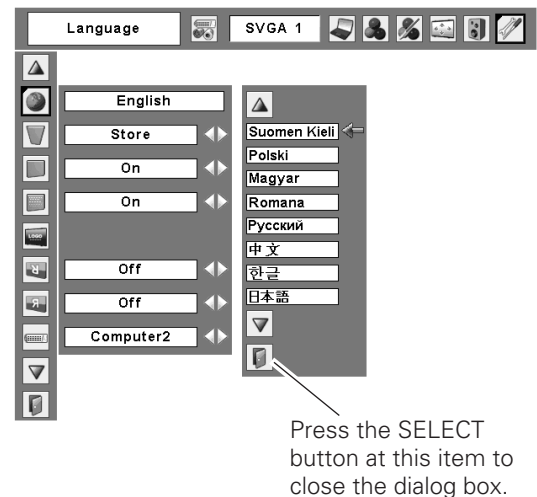 Language
SVGA 1
English
Store
On
On
Off
Off
Computer2
Suomen Kieli
Polski
Magyar
Romana
Русский
中文
한글
日本語
Press the SELECT
button at this item to
close the dialog box.